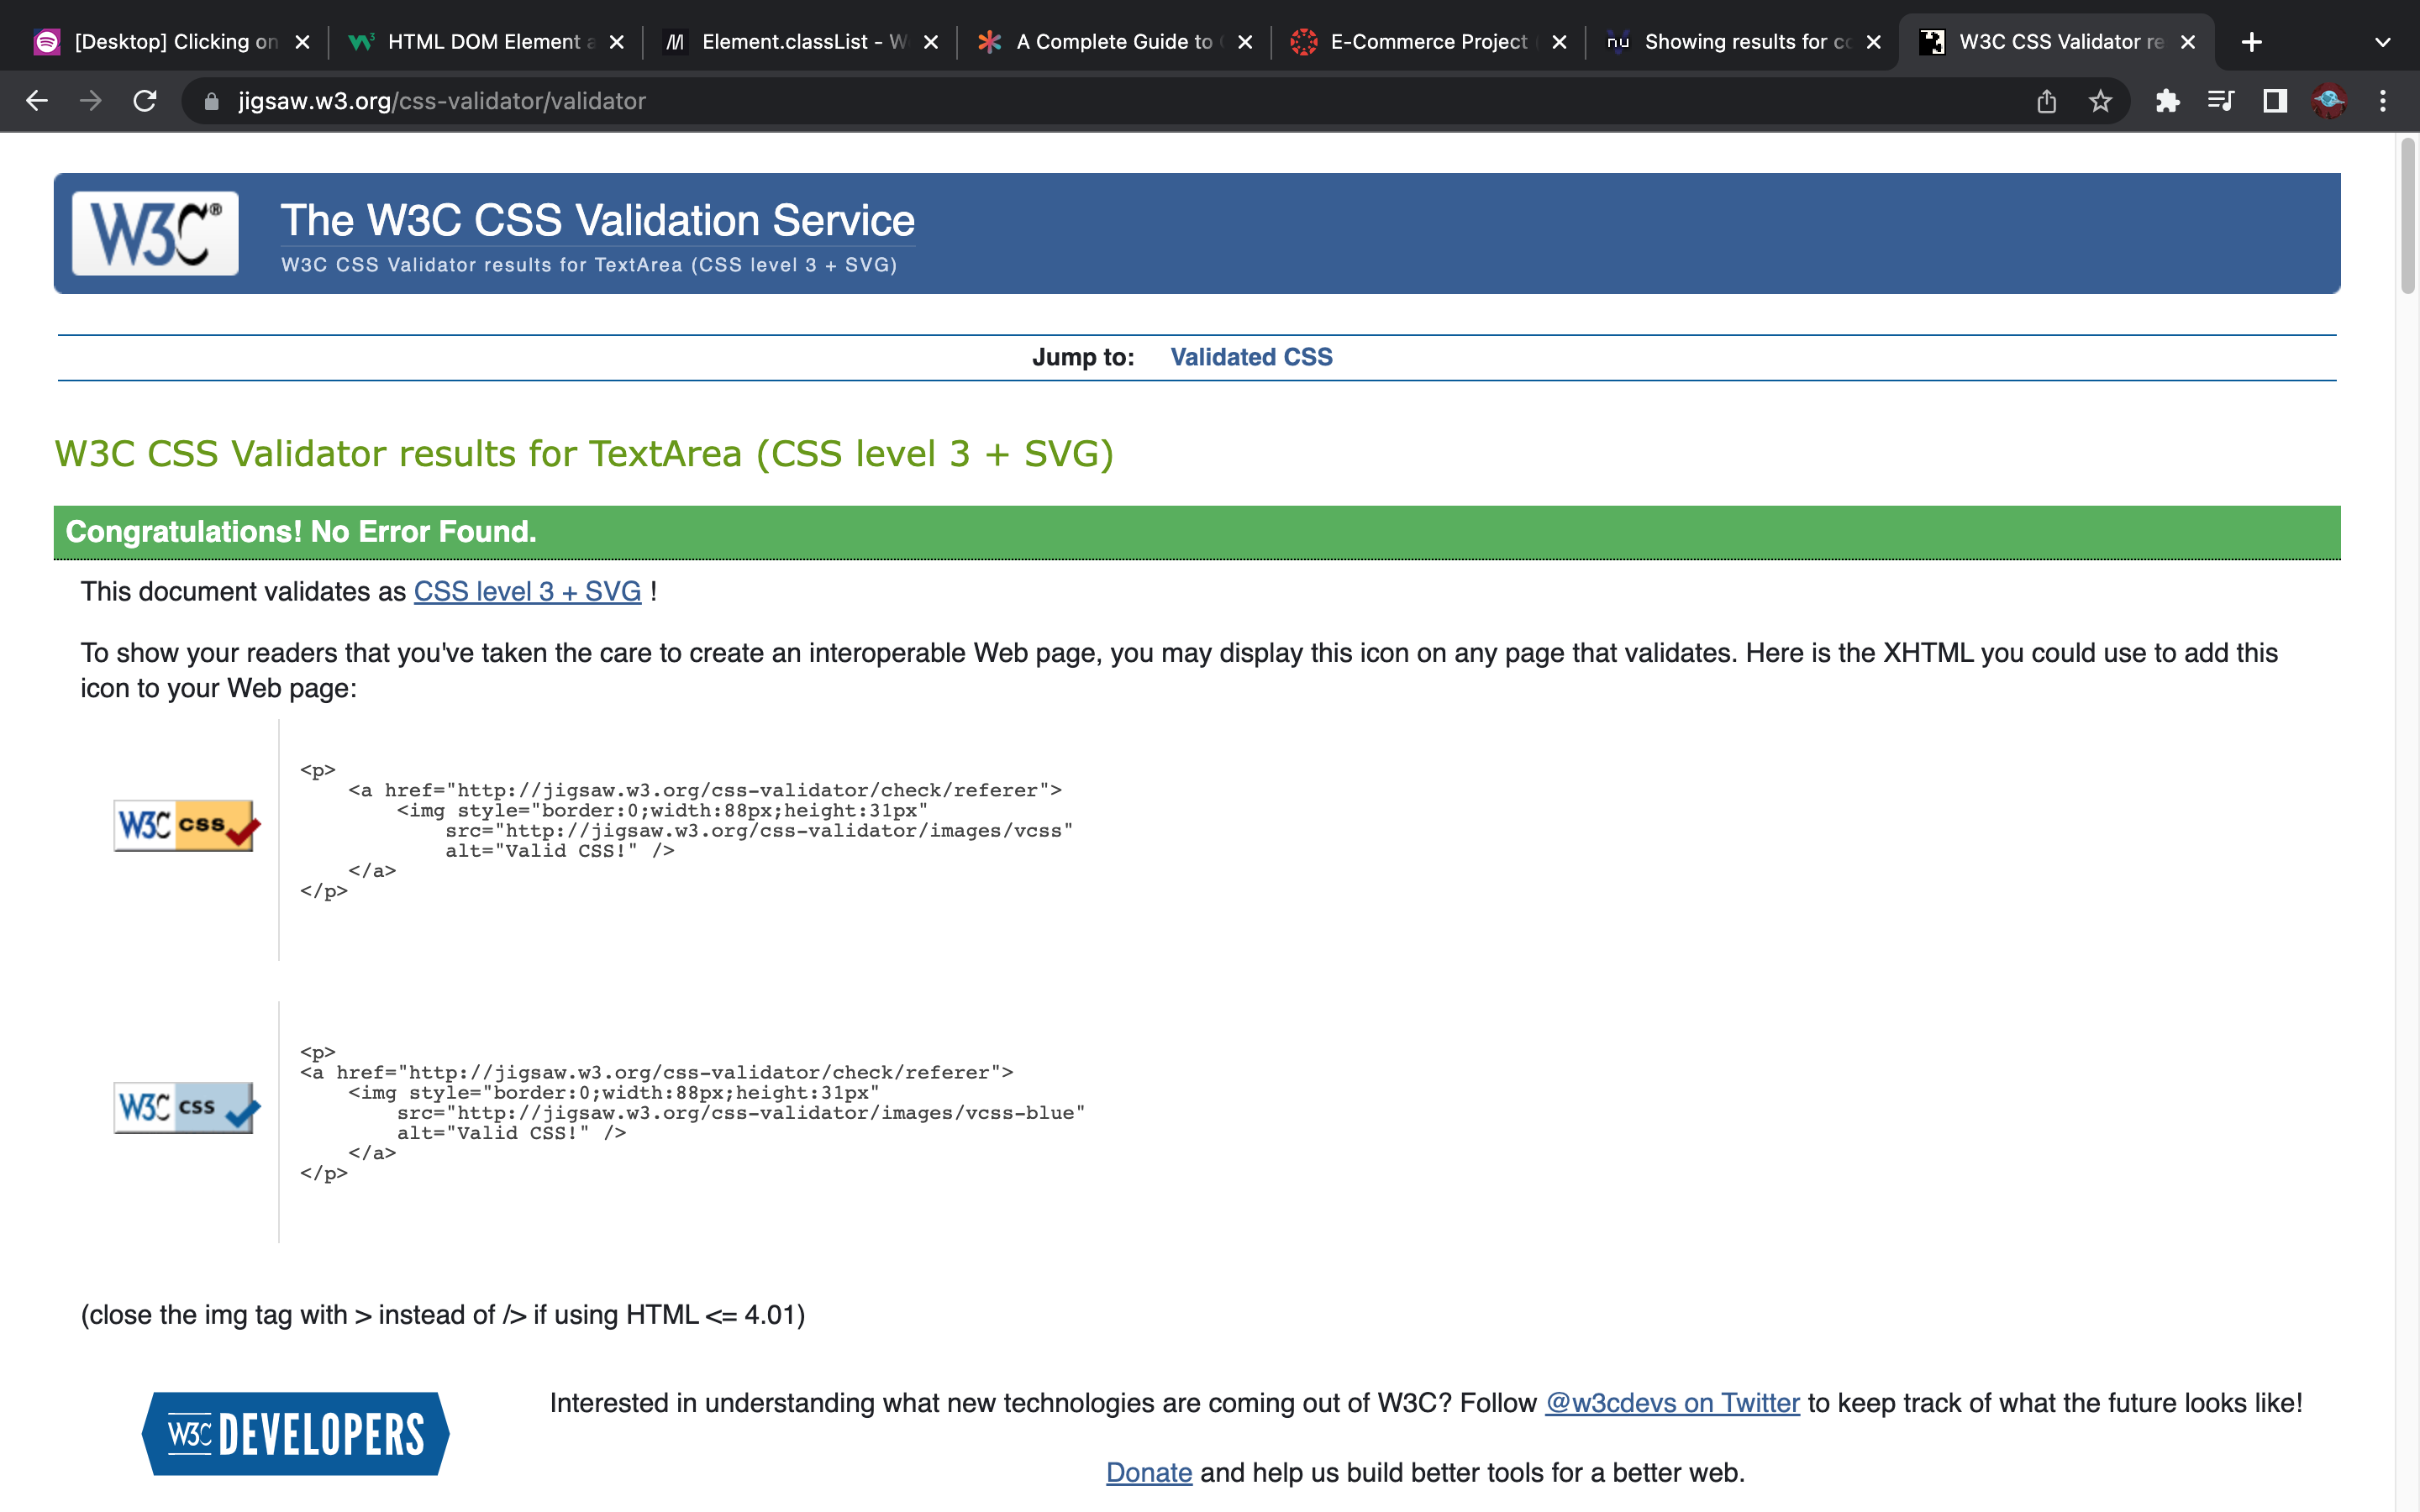 [Desktop] Clicking on
HTML DOM Element a
Element.classList - W
A Complete Guide to
E-Commerce Project
nu Showing results for co
W3C CSS Validator re
jigsaw.w3.org/css-validator/validator
W3C®
The W3C CSS Validation Service
W3C CSS Validator results for TextArea (CSS level 3 + SVG)
Jump to: Validated CSS
W3C CSS Validator results for TextArea (CSS level 3 + SVG)
Congratulations! No Error Found.
This document validates as CSS level 3 + SVG !
To show your readers that you've taken the care to create an interoperable Web page, you may display this icon on any page that validates. Here is the XHTML you could use to add this
icon to your Web page:
W3C css
<p>
<a href="http://jigsaw.w3.org/css-validator/check/referer">
<img style="border:0;width:88px;height:31px"
src="http://jigsaw.w3.org/css-validator/images/vcss"
alt="Valid CSS!" />
</a>
</p>
W3C css
<p>
<a href="http://jigsaw.w3.org/css-validator/check/referer">
<img style="border:0;width:88px;height:31px"
src="http://jigsaw.w3.org/css-validator/images/vcss-blue"
alt="Valid CSS!" />
</a>
</p>
(close the img tag with > instead of /> if using HTML <= 4.01)
W3C DEVELOPERS
Interested in understanding what new technologies are coming out of W3C? Follow @w3cdevs on Twitter to keep track of what the future looks like!
Donate and help us build better tools for a better web.